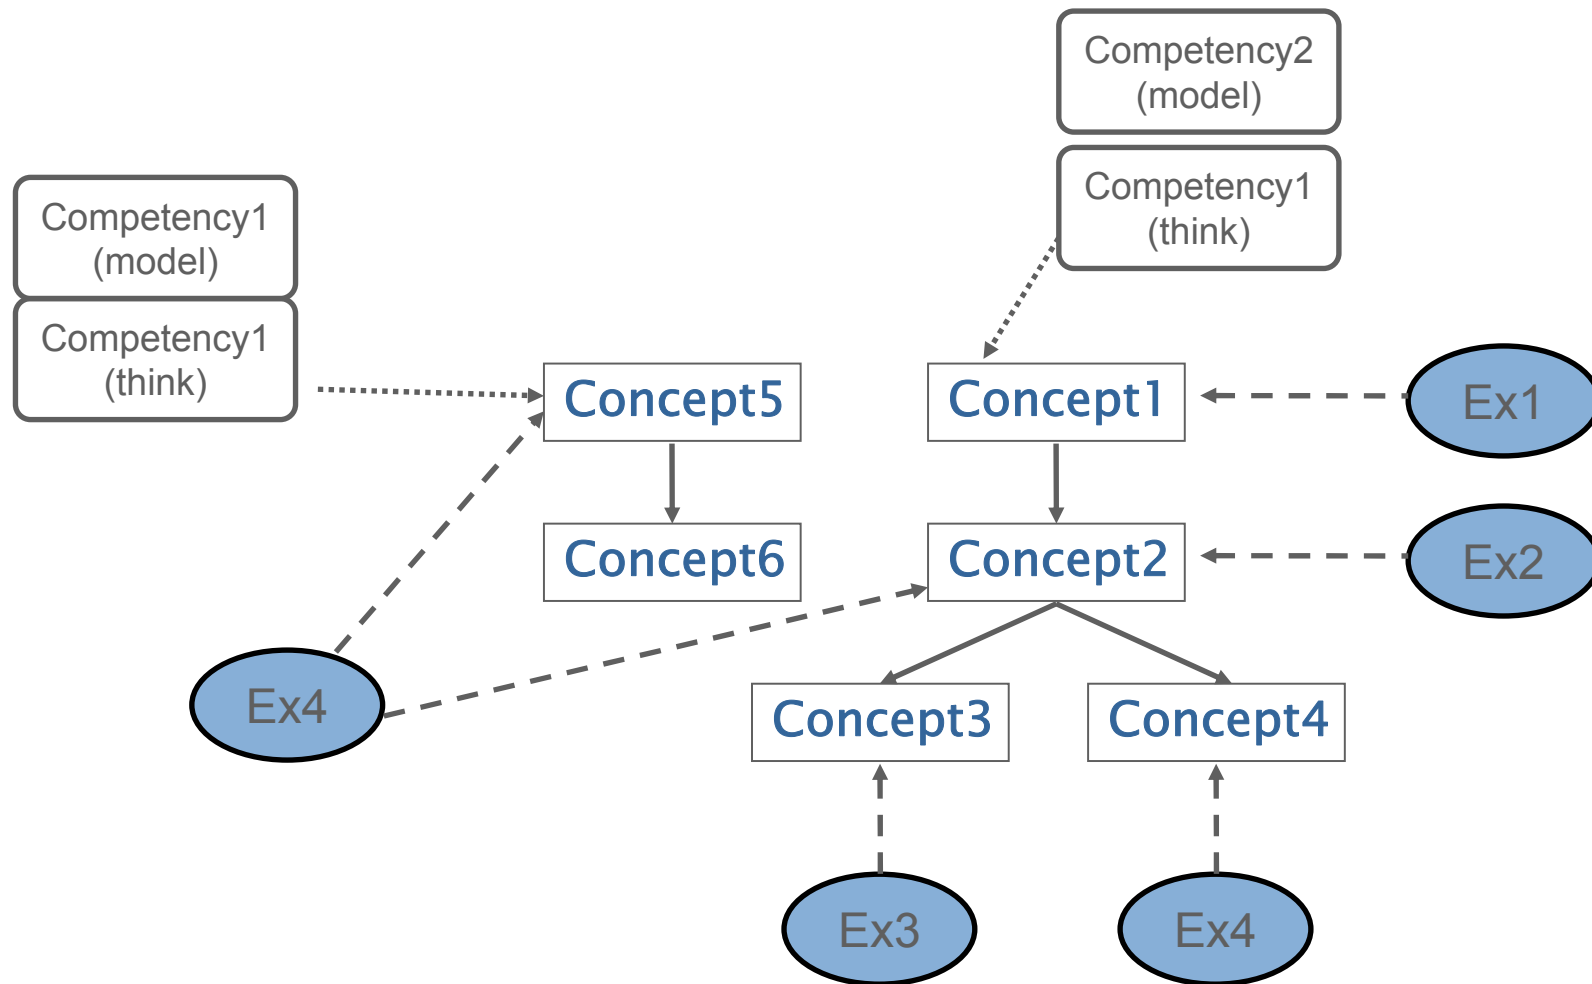 Competency2
(model)
Competency1
(think)
Competency1
(model)
Competency1
(think)
Concept5
Concept1
Ex1
Concept6
Concept2
Ex2
Ex4
Concept3
Concept4
Ex3
Ex4